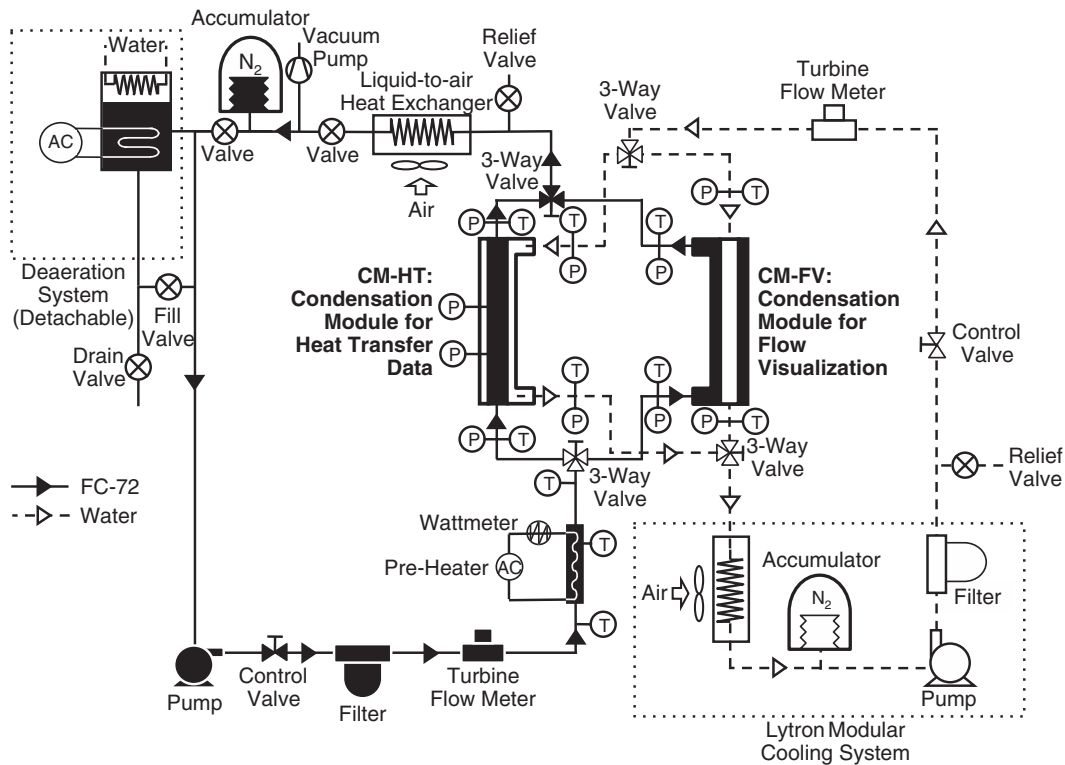 Accumulator
Water
N2
Vacuum
Pump
Relief
Valve
Liquid-to-air
Heat Exchanger
Turbine
Flow Meter
3-Way
Valve
AC
Valve
Valve
3-Way
Valve
Air
P
T
P
T
T
P
T
P
Deaeration
System
(Detachable)
Fill
Valve
Drain
Valve
CM-HT:
Condensation
Module for
Heat Transfer
Data
P
P
CM-FV:
Condensation
Module for
Flow
Visualization
Control
Valve
T
P
T
P
P
T
P
T
3-Way
Valve
3-Way
Valve
Relief
Valve
FC-72
Water
T
Wattmeter
Pre-Heater
AC
T
T
Air
Accumulator
N2
Filter
Pump
Control
Valve
Filter
Turbine
Flow Meter
Pump
Lytron Modular
Cooling System